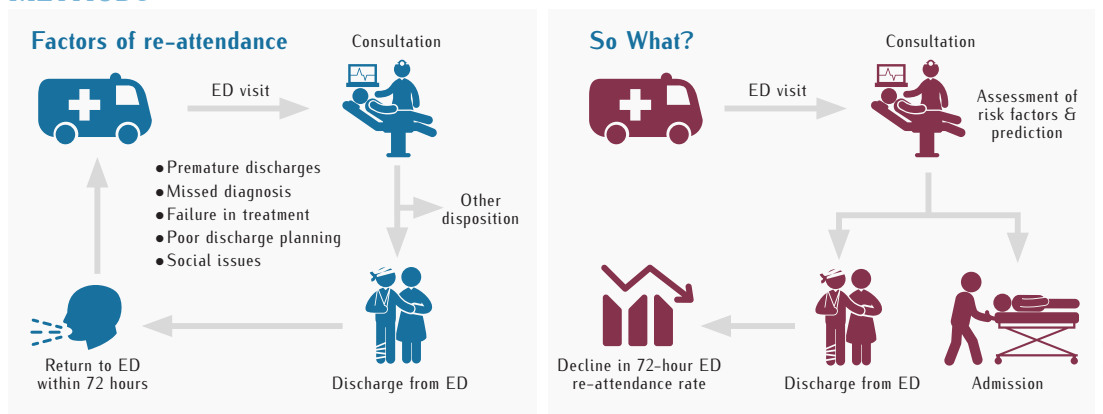 Factors of re-attendance
Consultation
ED visit
● Premature discharges
● Missed diagnosis
● Failure in treatment
● Poor discharge planning
● Social issues
Other
disposition
Return to ED
within 72 hours
Discharge from ED
So What?
Consultation
ED visit
Assessment of
risk factors &
prediction
Decline in 72-hour ED
re-attendance rate
Discharge from ED
Admission